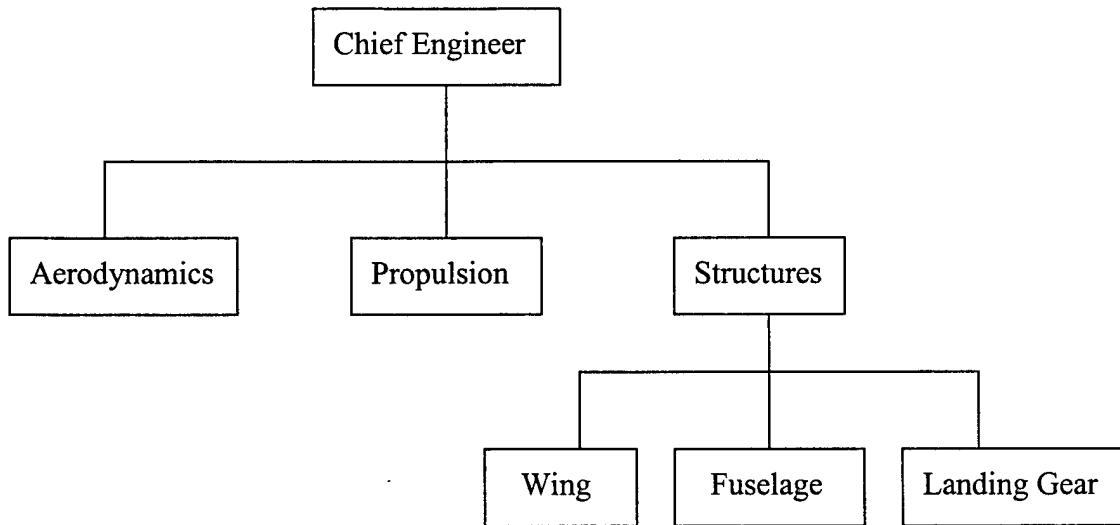 Chief Engineer
Aerodynamics
Propulsion
Structures
Wing
Fuselage
Landing Gear